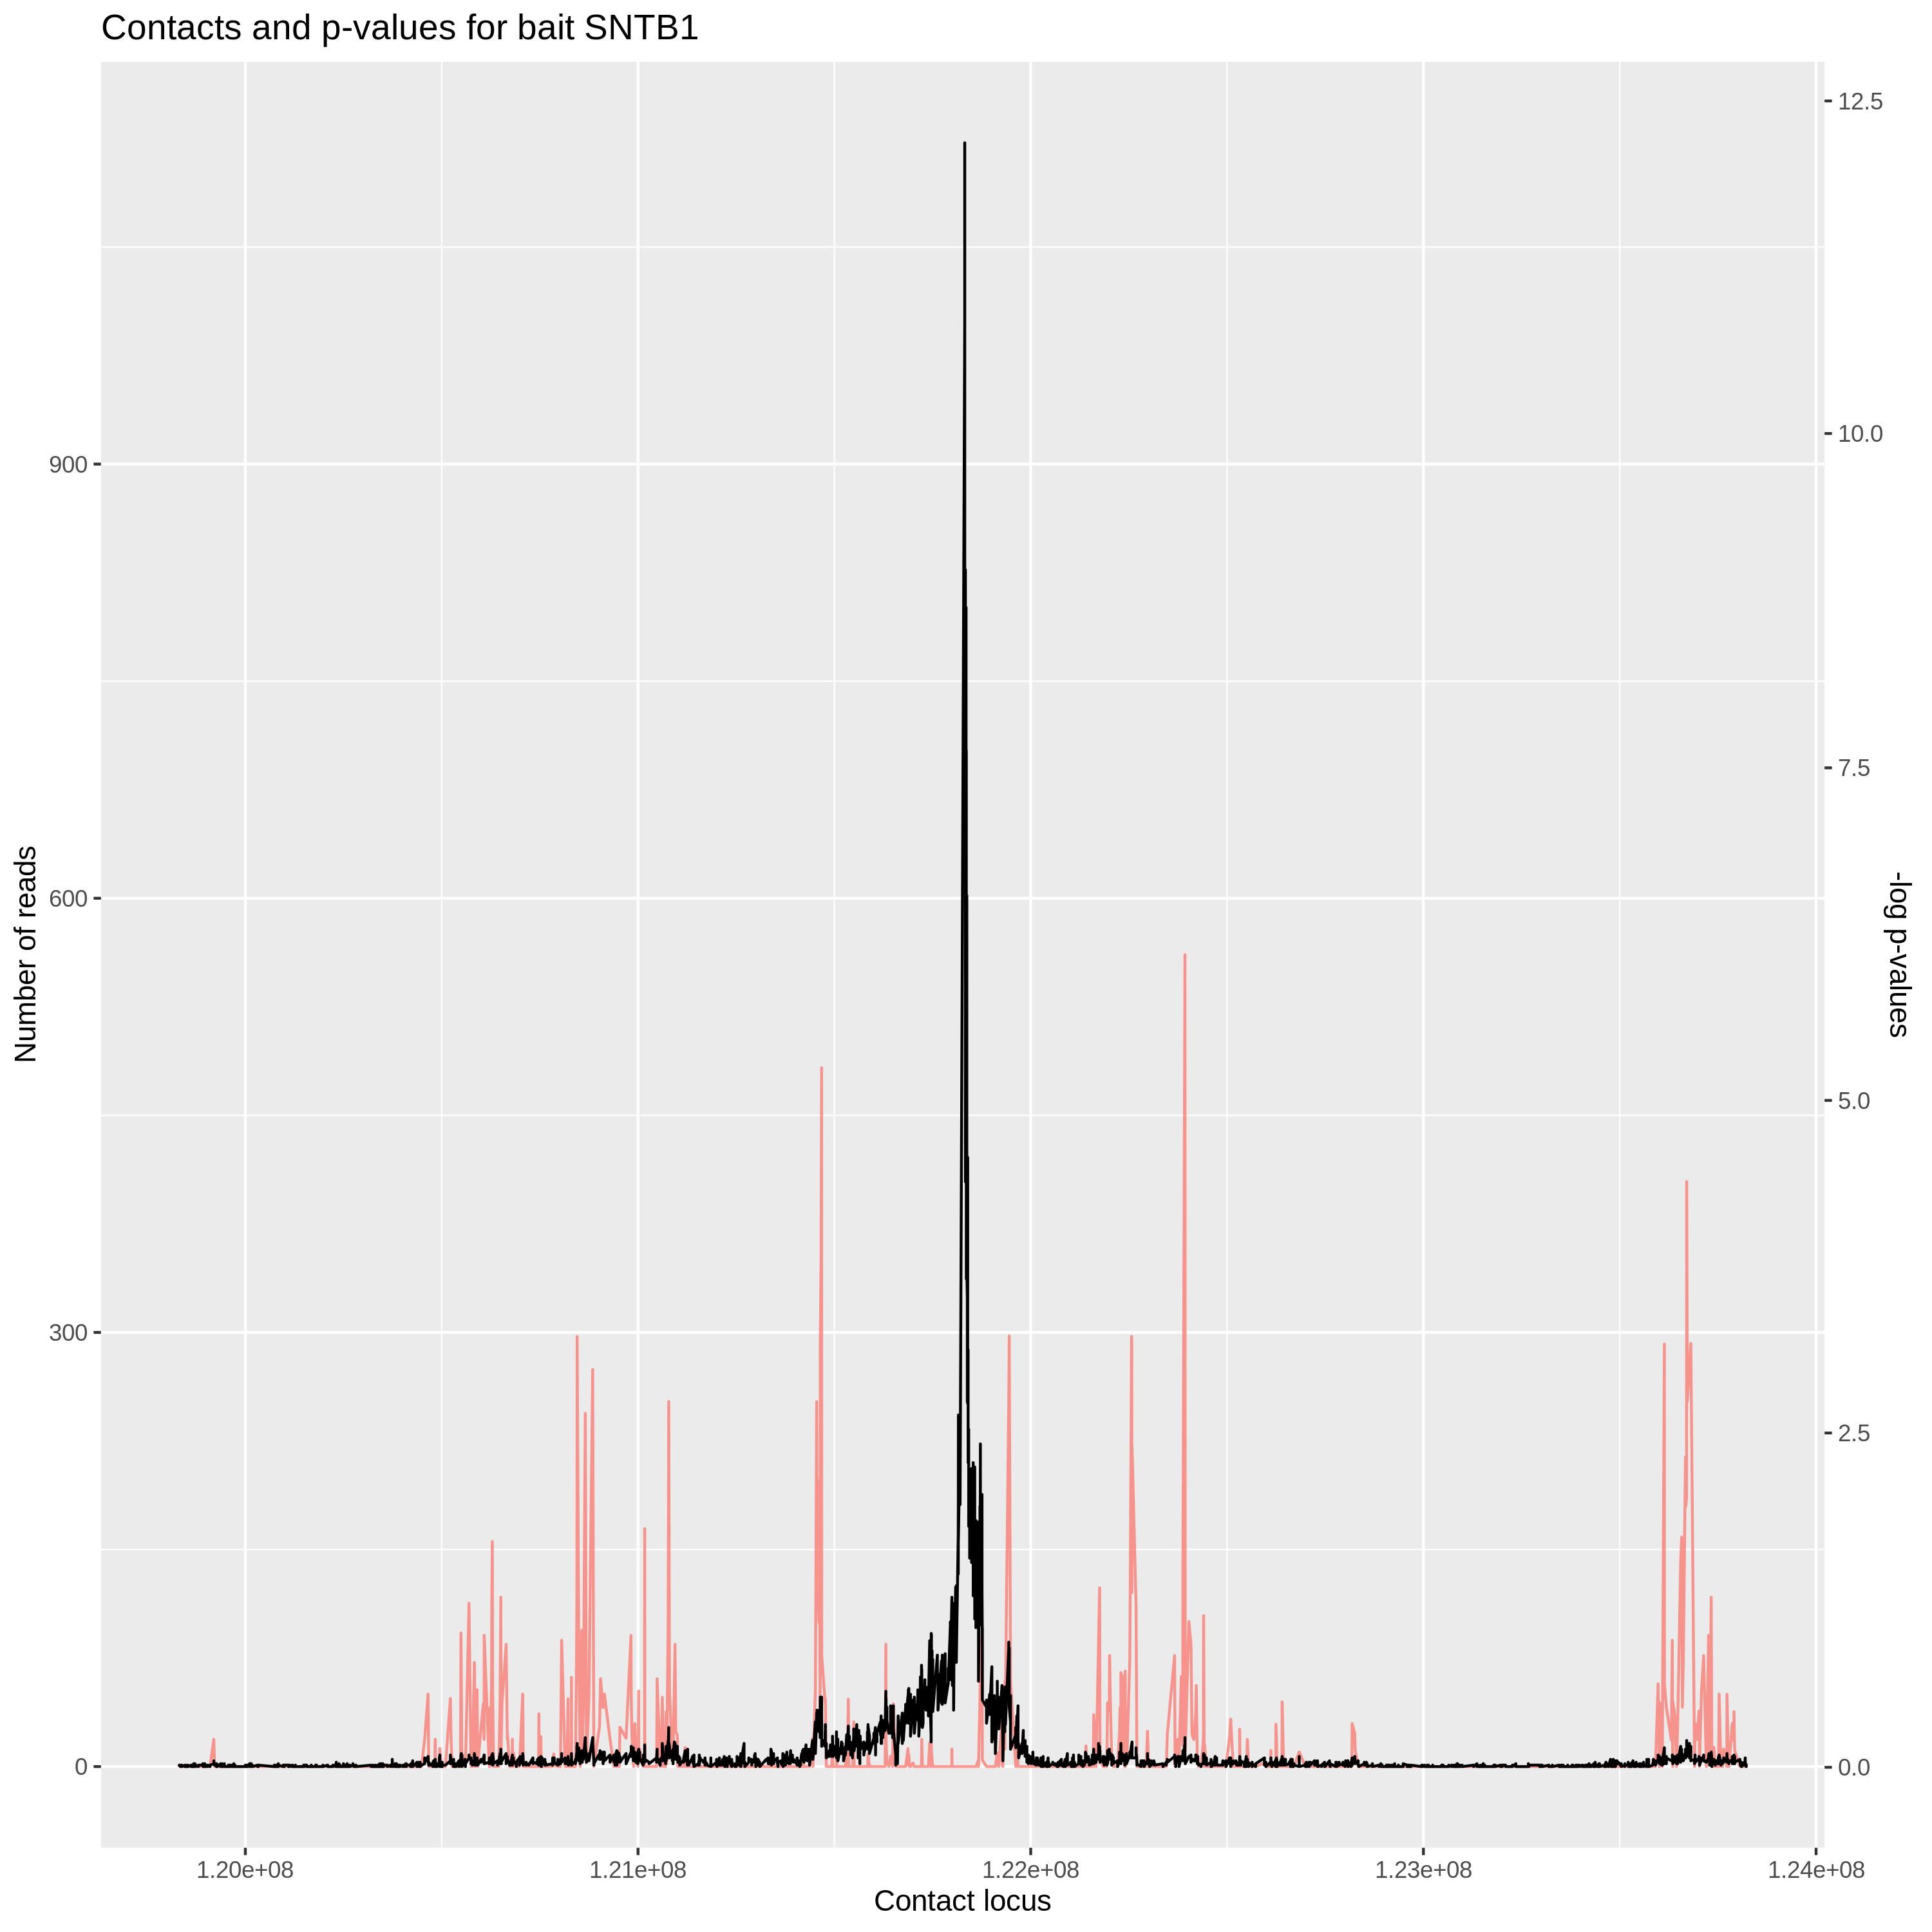 Contacts and p-values for bait SNTB1
12.5
10.0
900
7.5
600
Number of reads
-log p-values
5.0
300
2.5
0
0.0
1.20e+08
1.21e+08
1.22e+08
1.23e+08
1.24e+08
Contact locus